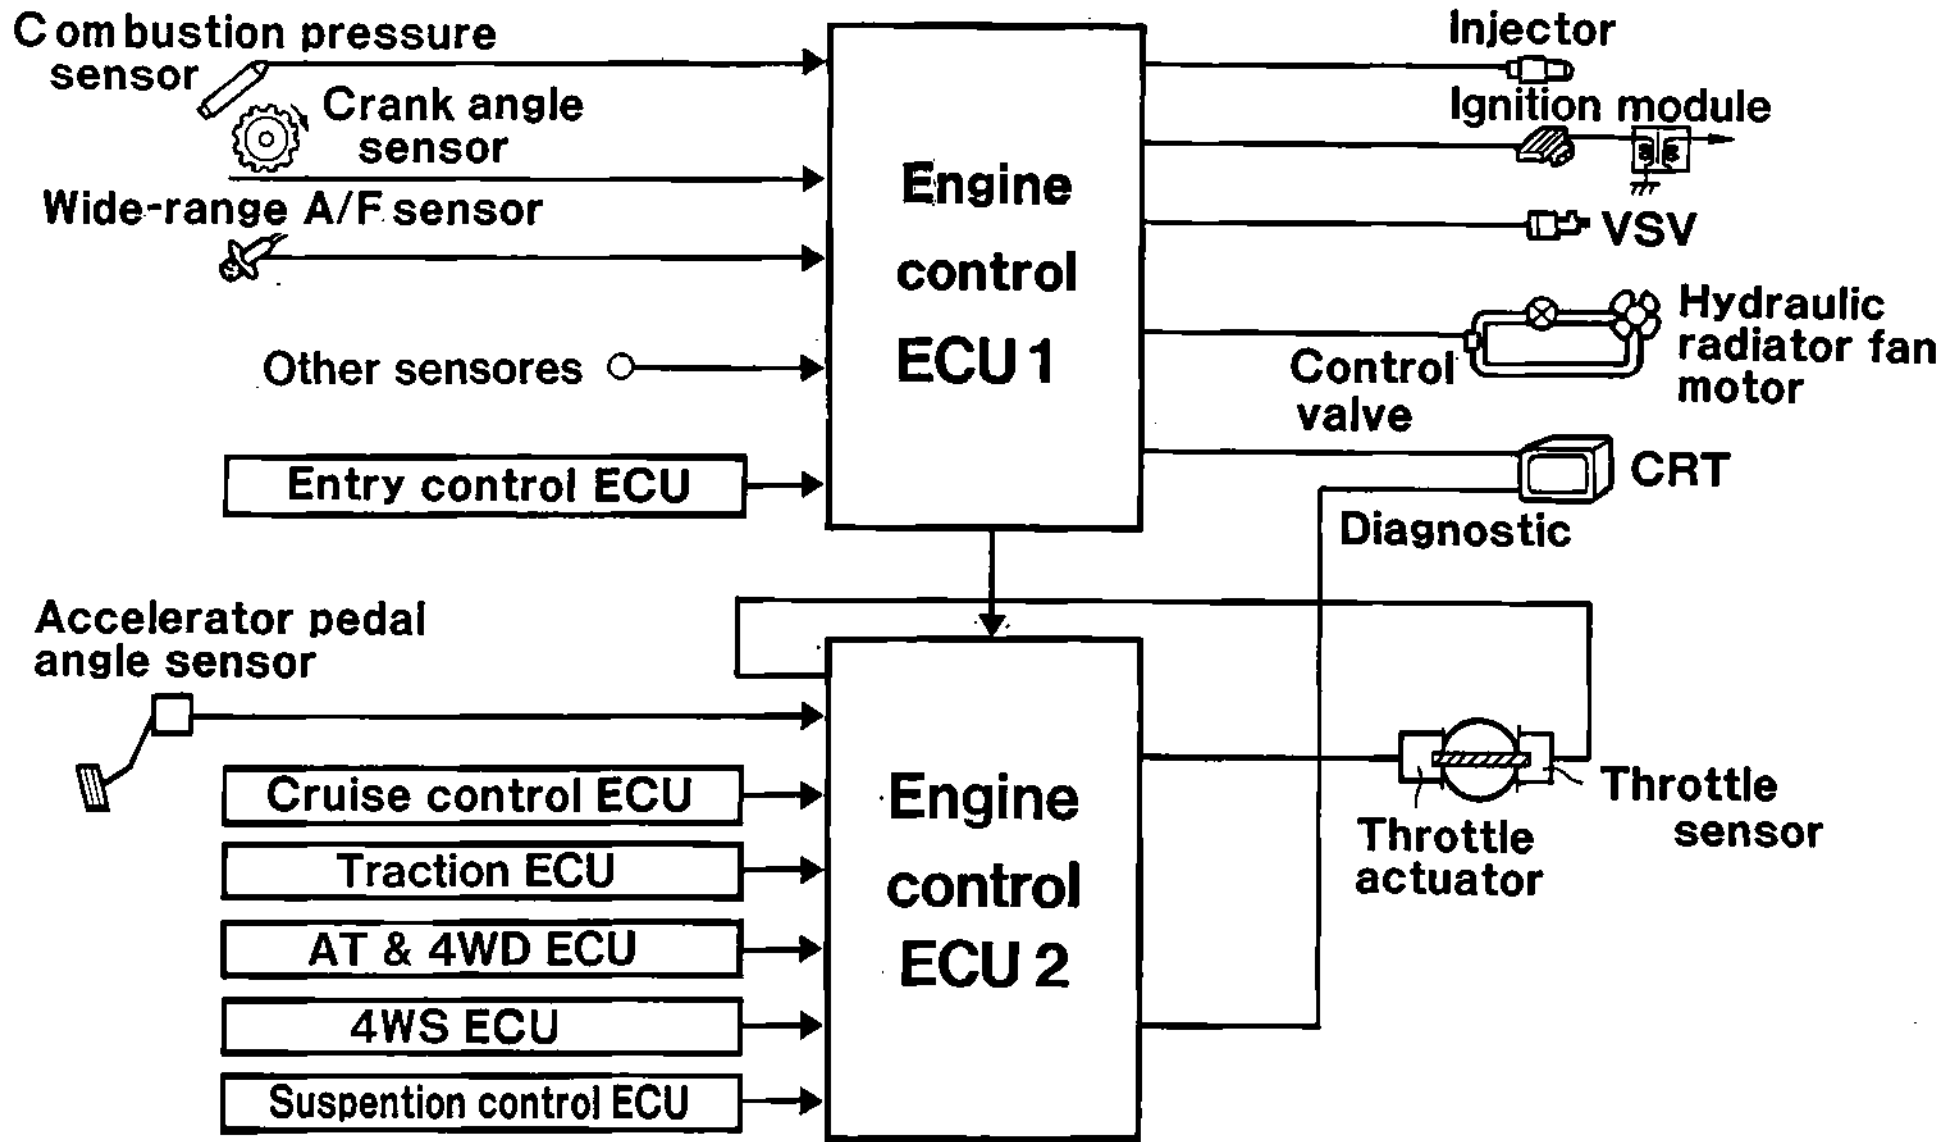 Combustion pressure
sensor
Crank angle
sensor
Wide-range A/F sensor
Other sensores
Entry control ECU
Engine
control
ECU 1
Injector
Ignition module
VSV
Hydraulic
radiator fan
motor
Control
valve
CRT
Diagnostic
Accelerator pedal
angle sensor
Cruise control ECU
Traction ECU
AT & 4WD ECU
4WS ECU
Suspention control ECU
Engine
control
ECU 2
Throttle
sensor
Throttle
actuator